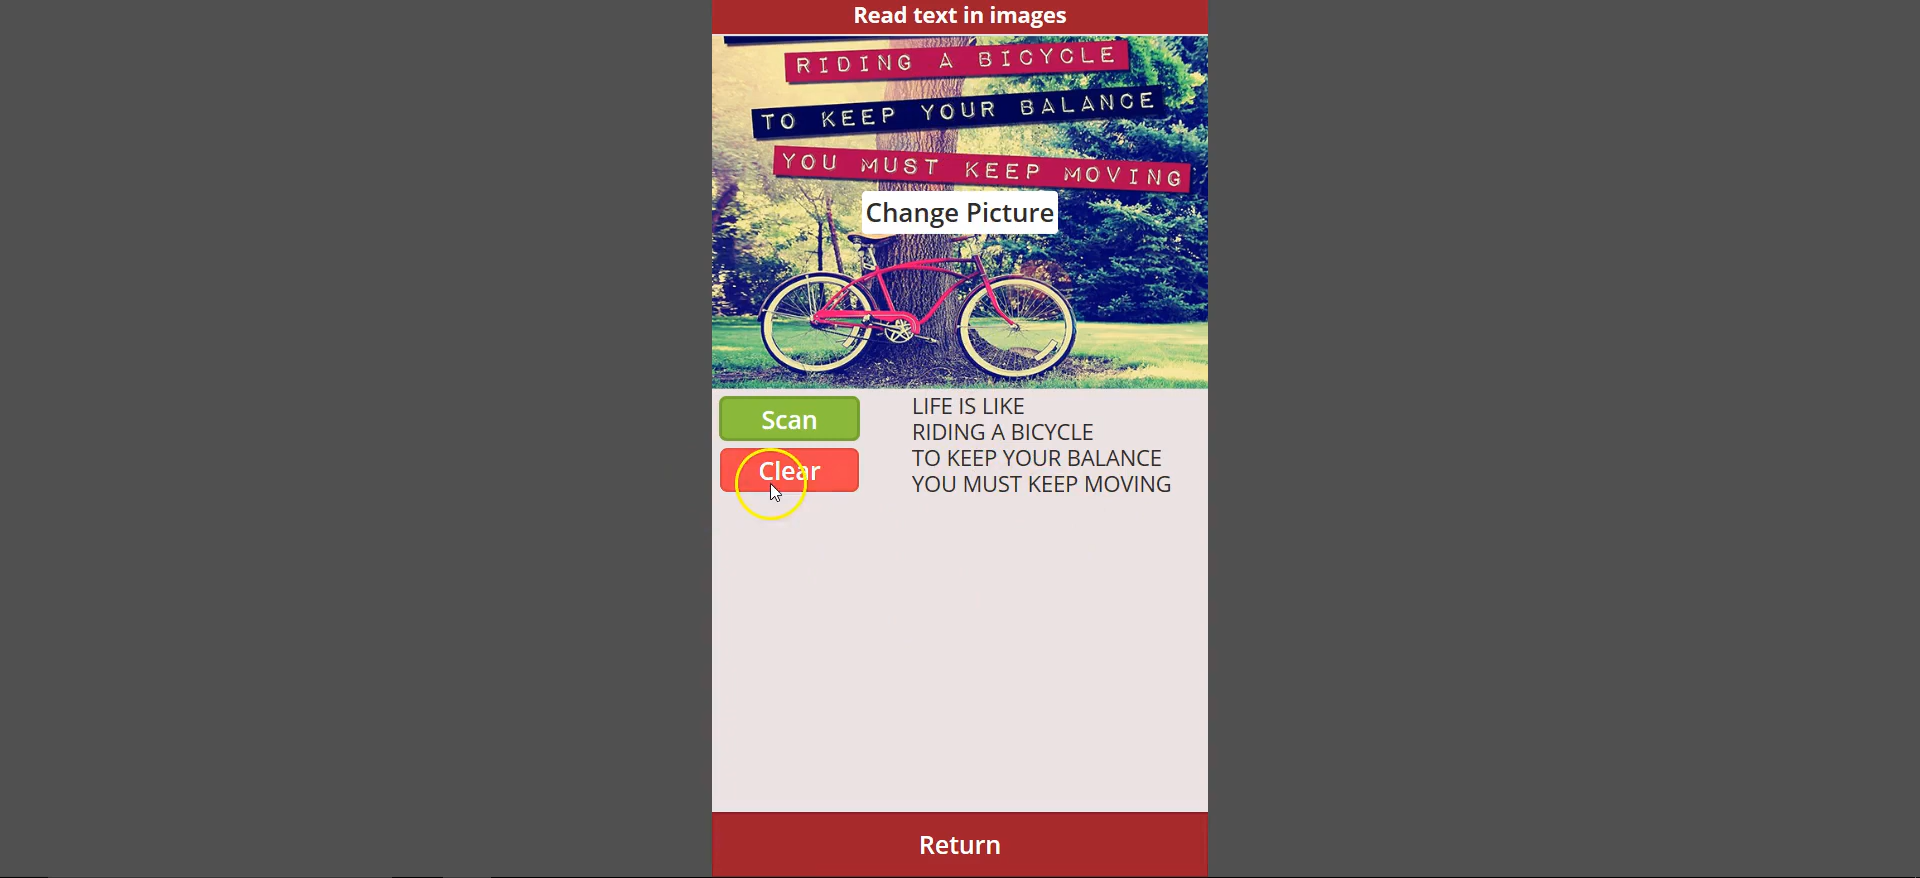 Read text in images
RIDING A BICYCLE
TO KEEP YOUR BALANCE
YOU MUST KEEP MOVING
Change Picture
Scan
Clear
LIFE IS LIKE
RIDING A BICYCLE
TO KEEP YOUR BALANCE
YOU MUST KEEP MOVING
Return